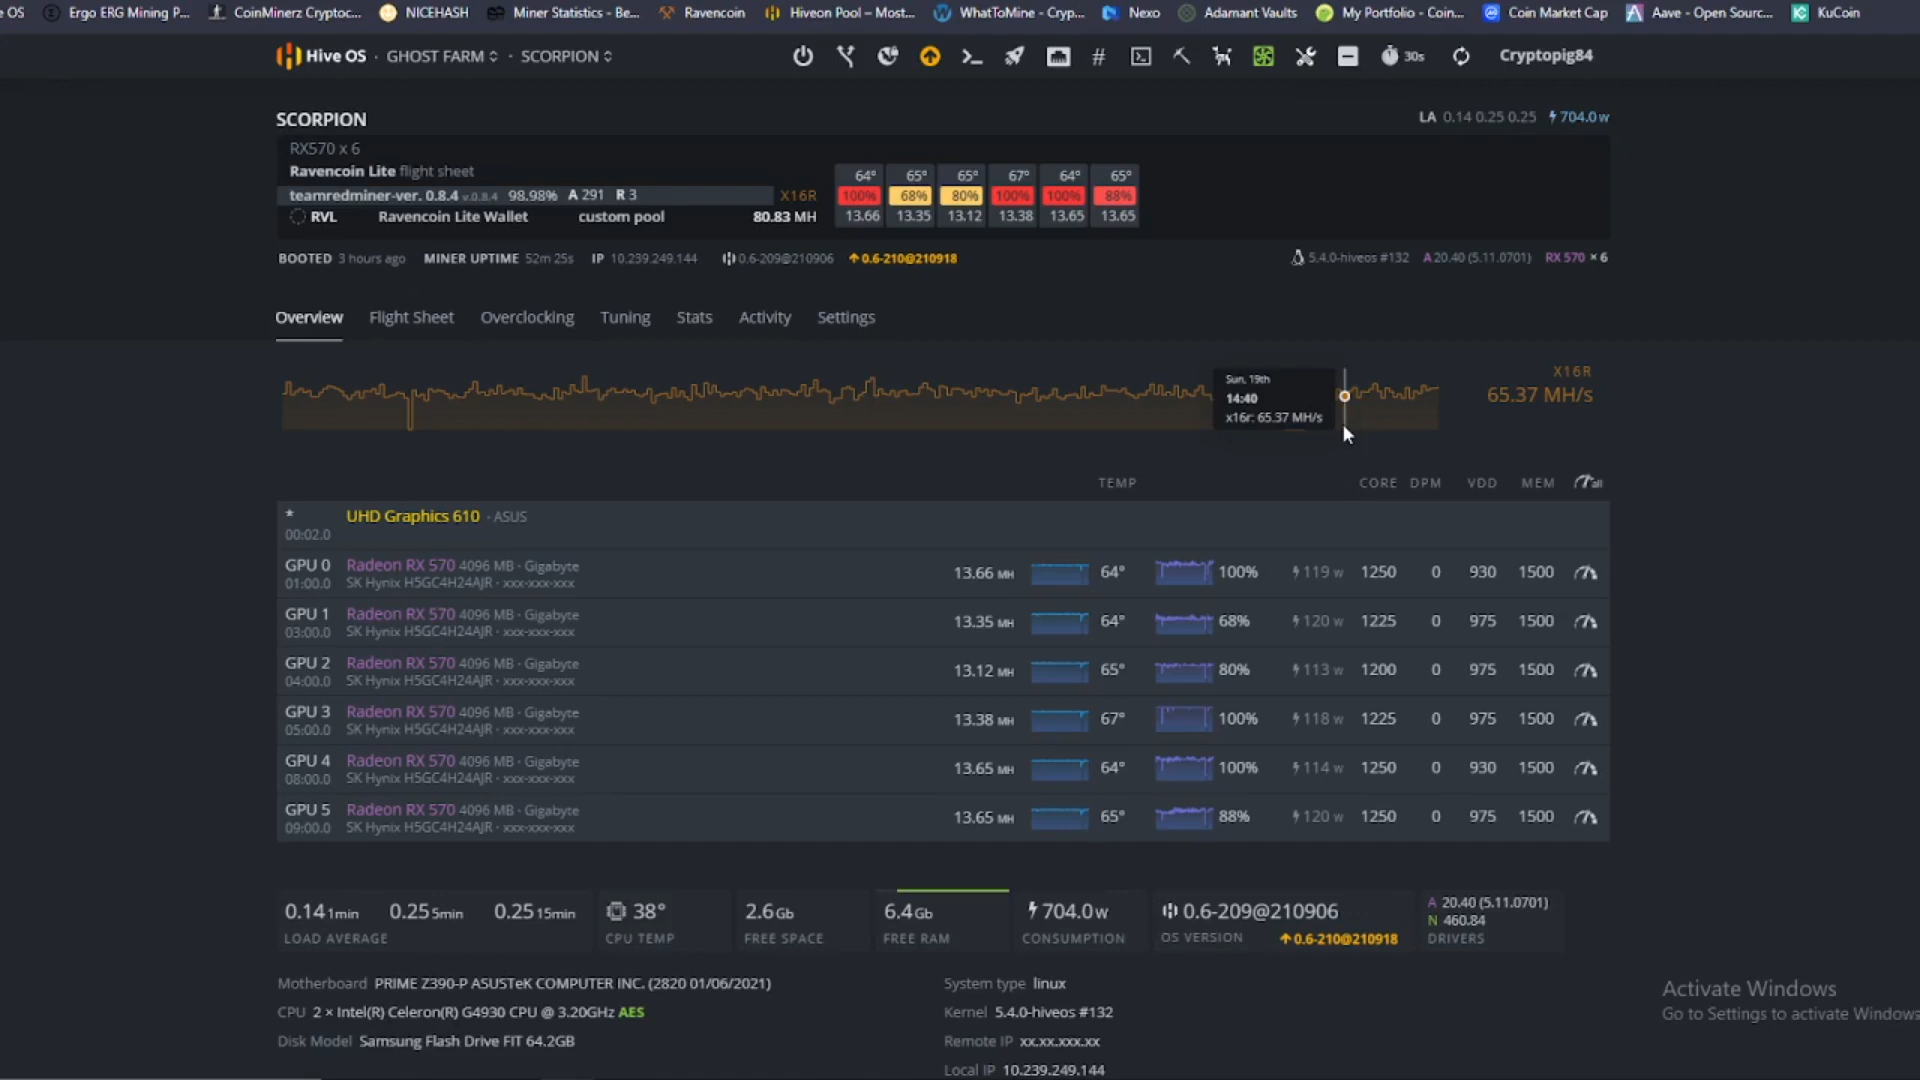 e OS Ergo ERG Mining P... CoinMinerz Cryptoc... NICEHASH Miner Statistics - Be... Ravencoin Hiveon Pool – Most... WhatToMine - Cryp... Nexo Adamant Vaults My Portfolio - Coin... Coin Market Cap Aave - Open Sourc... KuCoin
Hive OS · GHOST FARM · SCORPION 30s Cryptopig84
SCORPION LA 0.14 0.25 0.25 704.0 w
RX570 x 6
Ravencoin Lite flight sheet
64° 65° 65° 67° 64° 65°
teamredminer-ver. 0.8.4 v.0.8.4 98.98% A 291 R 3 X16R 100% 68% 80% 100% 100% 88%
RVL Ravencoin Lite Wallet custom pool 80.83 MH 13.66 13.35 13.12 13.38 13.65 13.65
BOOTED 3 hours ago MINER UPTIME 52m 25s IP 10.239.249.144 0.6-209@210906 0.6-210@210918 5.4.0-hiveos #132 A 20.40 (5.11.0701) RX 570 × 6
Overview Flight Sheet Overclocking Tuning Stats Activity Settings
X16R
65.37 MH/s
Sun, 19th
14:40
x16r: 65.37 MH/s
TEMP CORE DPM VDD MEM all
* UHD Graphics 610 · ASUS
00:02.0
GPU 0 Radeon RX 570 4096 MB · Gigabyte
01:00.0 SK Hynix H5GC4H24AJR · xxx-xxx-xxx
13.66 MH 64° 100% 119 w 1250 0 930 1500
GPU 1 Radeon RX 570 4096 MB · Gigabyte
03:00.0 SK Hynix H5GC4H24AJR · xxx-xxx-xxx
13.35 MH 64° 68% 120 w 1225 0 975 1500
GPU 2 Radeon RX 570 4096 MB · Gigabyte
04:00.0 SK Hynix H5GC4H24AJR · xxx-xxx-xxx
13.12 MH 65° 80% 113 w 1200 0 975 1500
GPU 3 Radeon RX 570 4096 MB · Gigabyte
05:00.0 SK Hynix H5GC4H24AJR · xxx-xxx-xxx
13.38 MH 67° 100% 118 w 1225 0 975 1500
GPU 4 Radeon RX 570 4096 MB · Gigabyte
08:00.0 SK Hynix H5GC4H24AJR · xxx-xxx-xxx
13.65 MH 64° 100% 114 w 1250 0 930 1500
GPU 5 Radeon RX 570 4096 MB · Gigabyte
09:00.0 SK Hynix H5GC4H24AJR · xxx-xxx-xxx
13.65 MH 65° 88% 120 w 1250 0 975 1500
0.14 1min 0.25 5min 0.25 15min
LOAD AVERAGE
38°
CPU TEMP
2.6 Gb
FREE SPACE
6.4 Gb
FREE RAM
704.0 w
CONSUMPTION
0.6-209@210906
OS VERSION 0.6-210@210918
A 20.40 (5.11.0701)
N 460.84
DRIVERS
Motherboard PRIME Z390-P ASUSTeK COMPUTER INC. (2820 01/06/2021)
CPU 2 × Intel(R) Celeron(R) G4930 CPU @ 3.20GHz AES
Disk Model Samsung Flash Drive FIT 64.2GB
System type linux
Kernel 5.4.0-hiveos #132
Remote IP xx.xx.xxx.xx
Local IP 10.239.249.144
Activate Windows
Go to Settings to activate Windows